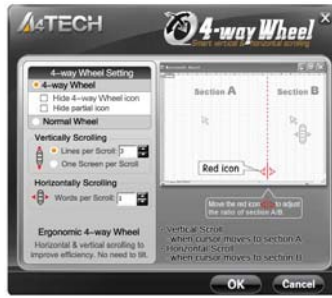 A4TECH
4-way Wheel
Smart vertical & horizontal scrolling
4-way Wheel Setting
4-way Wheel
Hide 4-way Wheel icon
Hide partial icon
Normal Wheel
Vertically Scrolling
Lines per Scroll: 3
One Screen per Scroll
Horizontally Scrolling
Words per Scroll: 1
Ergonomic 4-way Wheel
Horizontal & vertical scrolling to
improve efficiency. No need to tilt.
Section A
Section B
Red icon
Move the red icon to adjust
the ratio of section A/B.
- Vertical Scroll
when cursor moves to section A
- Horizontal Scroll
when cursor moves to section B
OK
Cancel